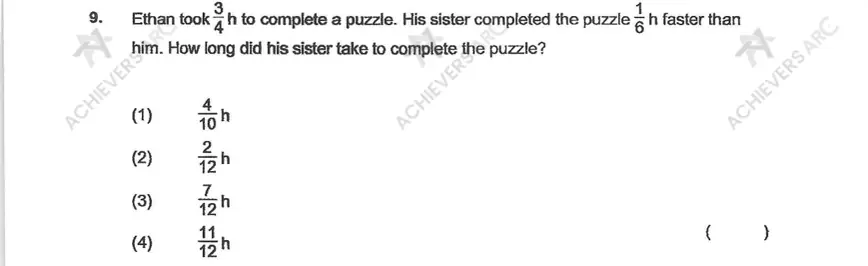 9. Ethan took 3/4 h to complete a puzzle. His sister completed the puzzle 1/6 h faster than
him. How long did his sister take to complete the puzzle?
(1) 4/10 h
(2) 2/12 h
(3) 7/12 h
(4) 11/12 h
( )
ACHIEVERS ARC
ACHIEVERS ARC
ACHIEVERS ARC